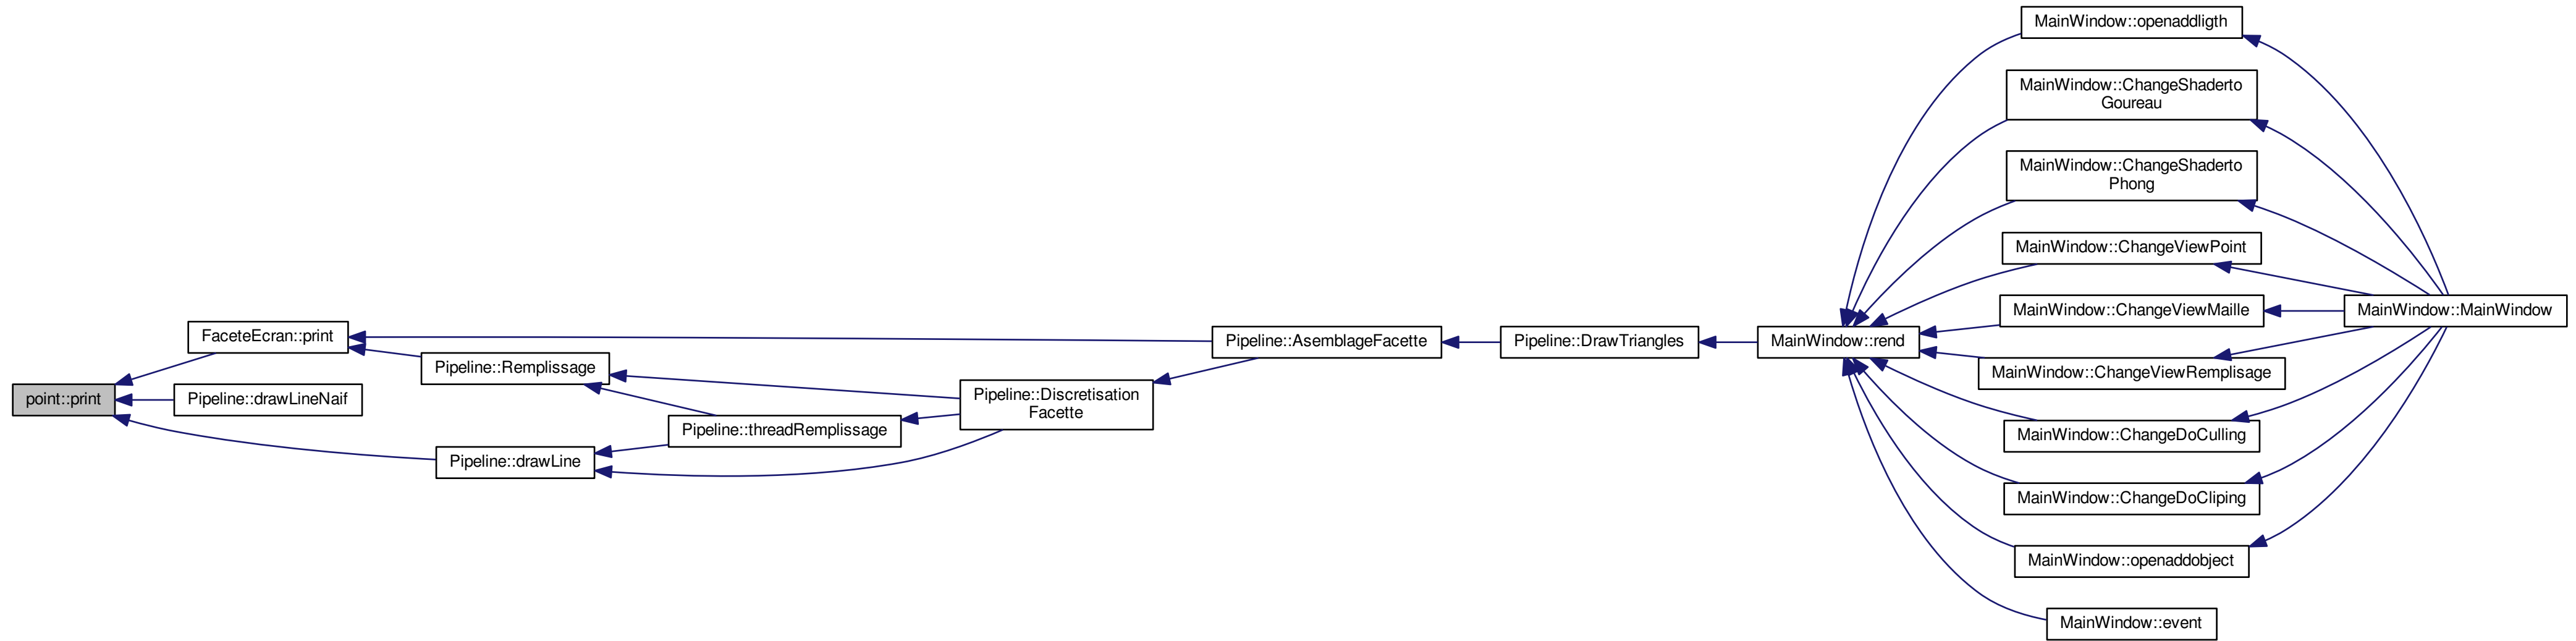 point::print
FaceteEcran::print
Pipeline::drawLineNaif
Pipeline::Remplissage
Pipeline::drawLine
Pipeline::threadRemplissage
Pipeline::Discretisation
Facette
Pipeline::AsemblageFacette
Pipeline::DrawTriangles
MainWindow::rend
MainWindow::openaddligth
MainWindow::ChangeShaderto
Goureau
MainWindow::ChangeShaderto
Phong
MainWindow::ChangeViewPoint
MainWindow::ChangeViewMaille
MainWindow::ChangeViewRemplisage
MainWindow::ChangeDoCulling
MainWindow::ChangeDoCliping
MainWindow::openaddobject
MainWindow::event
MainWindow::MainWindow